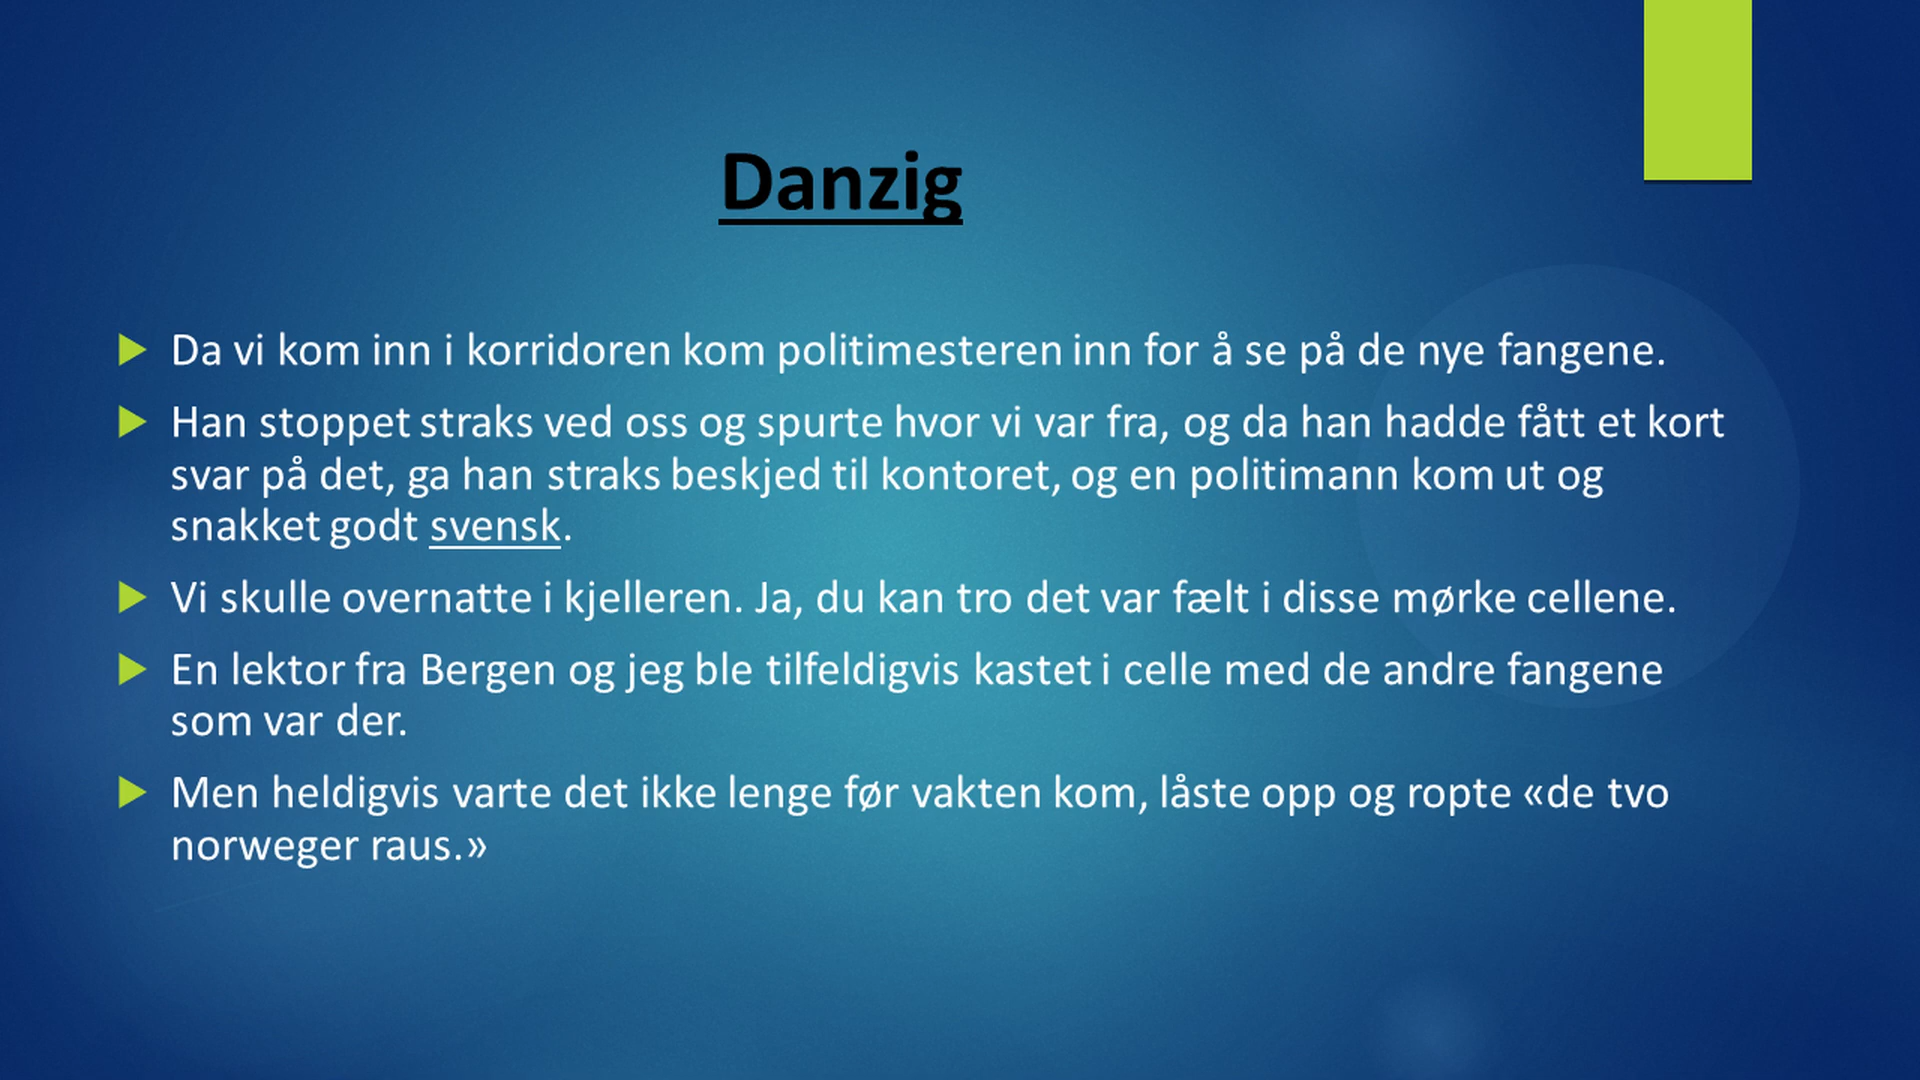 Danzig
Da vi kom inn i korridoren kom politimesteren inn for å se på de nye fangene.
Han stoppet straks ved oss og spurte hvor vi var fra, og da han hadde fått et kort
svar på det, ga han straks beskjed til kontoret, og en politimann kom ut og
snakket godt svensk.
Vi skulle overnatte i kjelleren. Ja, du kan tro det var fælt i disse mørke cellene.
En lektor fra Bergen og jeg ble tilfeldigvis kastet i celle med de andre fangene
som var der.
Men heldigvis varte det ikke lenge før vakten kom, låste opp og ropte «de tvo
norweger raus.»